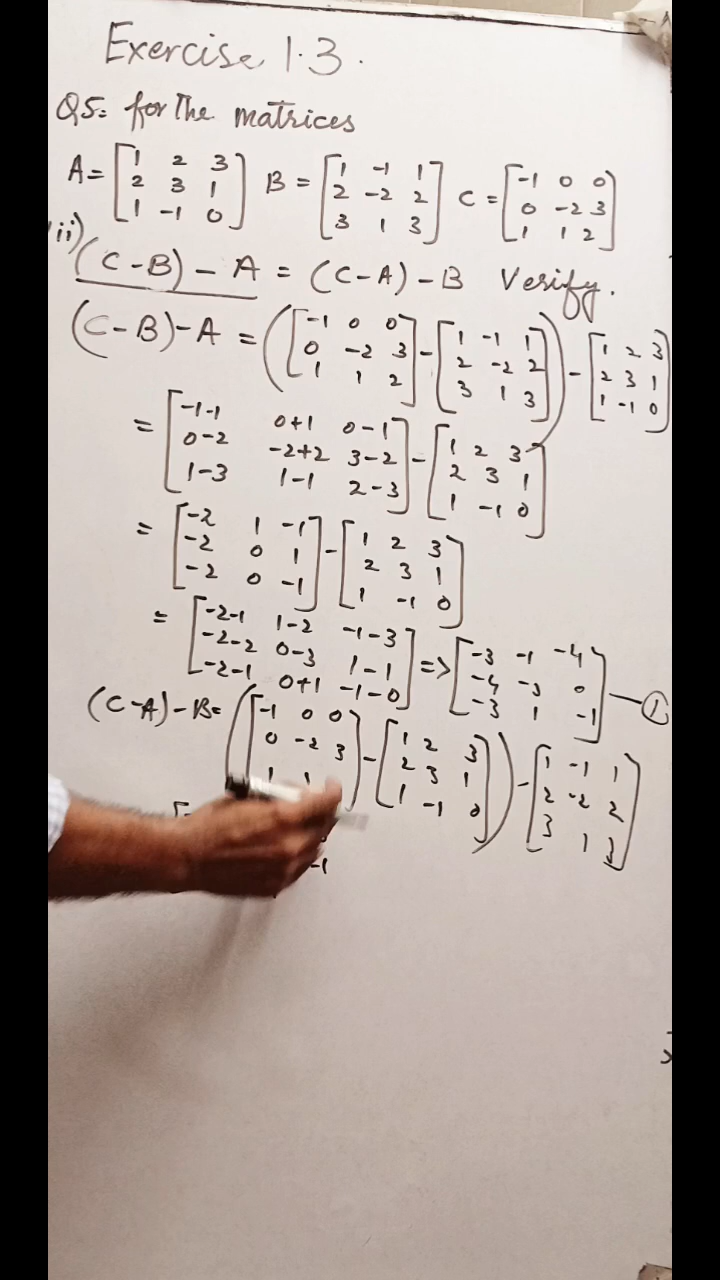 Exercise 1.3.
Q5. for The matrices
A = [1 2 3; 2 3 1; 1 -1 0] B = [1 -1 1; 2 -2 2; 3 1 3] C = [-1 0 0; 0 -2 3; 1 1 2]
ii)
(C-B) - A = (C-A) - B Verify.
(C-B)-A = ([-1 0 0; 0 -2 3; 1 1 2] - [1 -1 1; 2 -2 2; 3 1 3]) - [1 2 3; 2 3 1; 1 -1 0]
= [-1-1 0+1 0-1; 0-2 -2+2 3-2; 1-3 1-1 2-3] - [1 2 3; 2 3 1; 1 -1 0]
= [-2 1 -1; -2 0 1; -2 0 -1] - [1 2 3; 2 3 1; 1 -1 0]
= [-2-1 1-2 -1-3; -2-2 0-3 1-1; -2-1 0+1 -1-0] => [-3 -1 -4; -4 -3 0; -3 1 -1] — ①
(C-A)-B = ([-1 0 0; 0 -2 3; 1 1] - [1 2 3; 2 3 1; 1 -1 0]) - [1 -1 1; 2 -2 2; 3 1 3]
-1